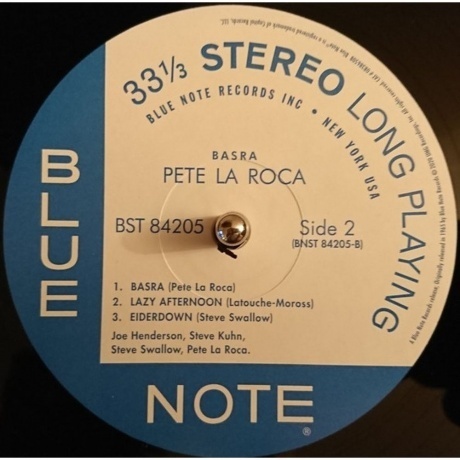 33⅓ STEREO LONG PLAYING
BLUE NOTE RECORDS INC • NEW YORK USA
BASRA
PETE LA ROCA
BST 84205
Side 2
(BNST 84205-B)
1. BASRA (Pete La Roca)
2. LAZY AFTERNOON (Latouche-Moross)
3. EIDERDOWN (Steve Swallow)
Joe Henderson, Steve Kuhn,
Steve Swallow, Pete La Roca.
BLUE
NOTE®